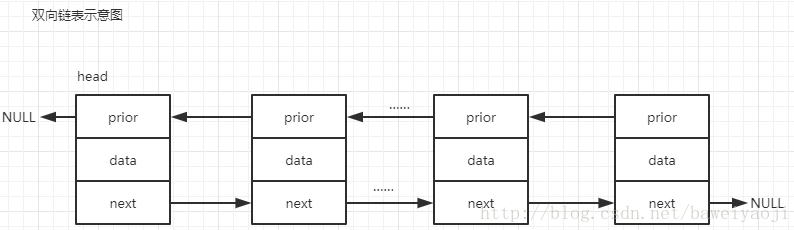 双向链表示意图
head
NULL prior prior …… prior prior
data data data data
next next …… next next NULL
http://blog.csdn.net/baweiyaoji